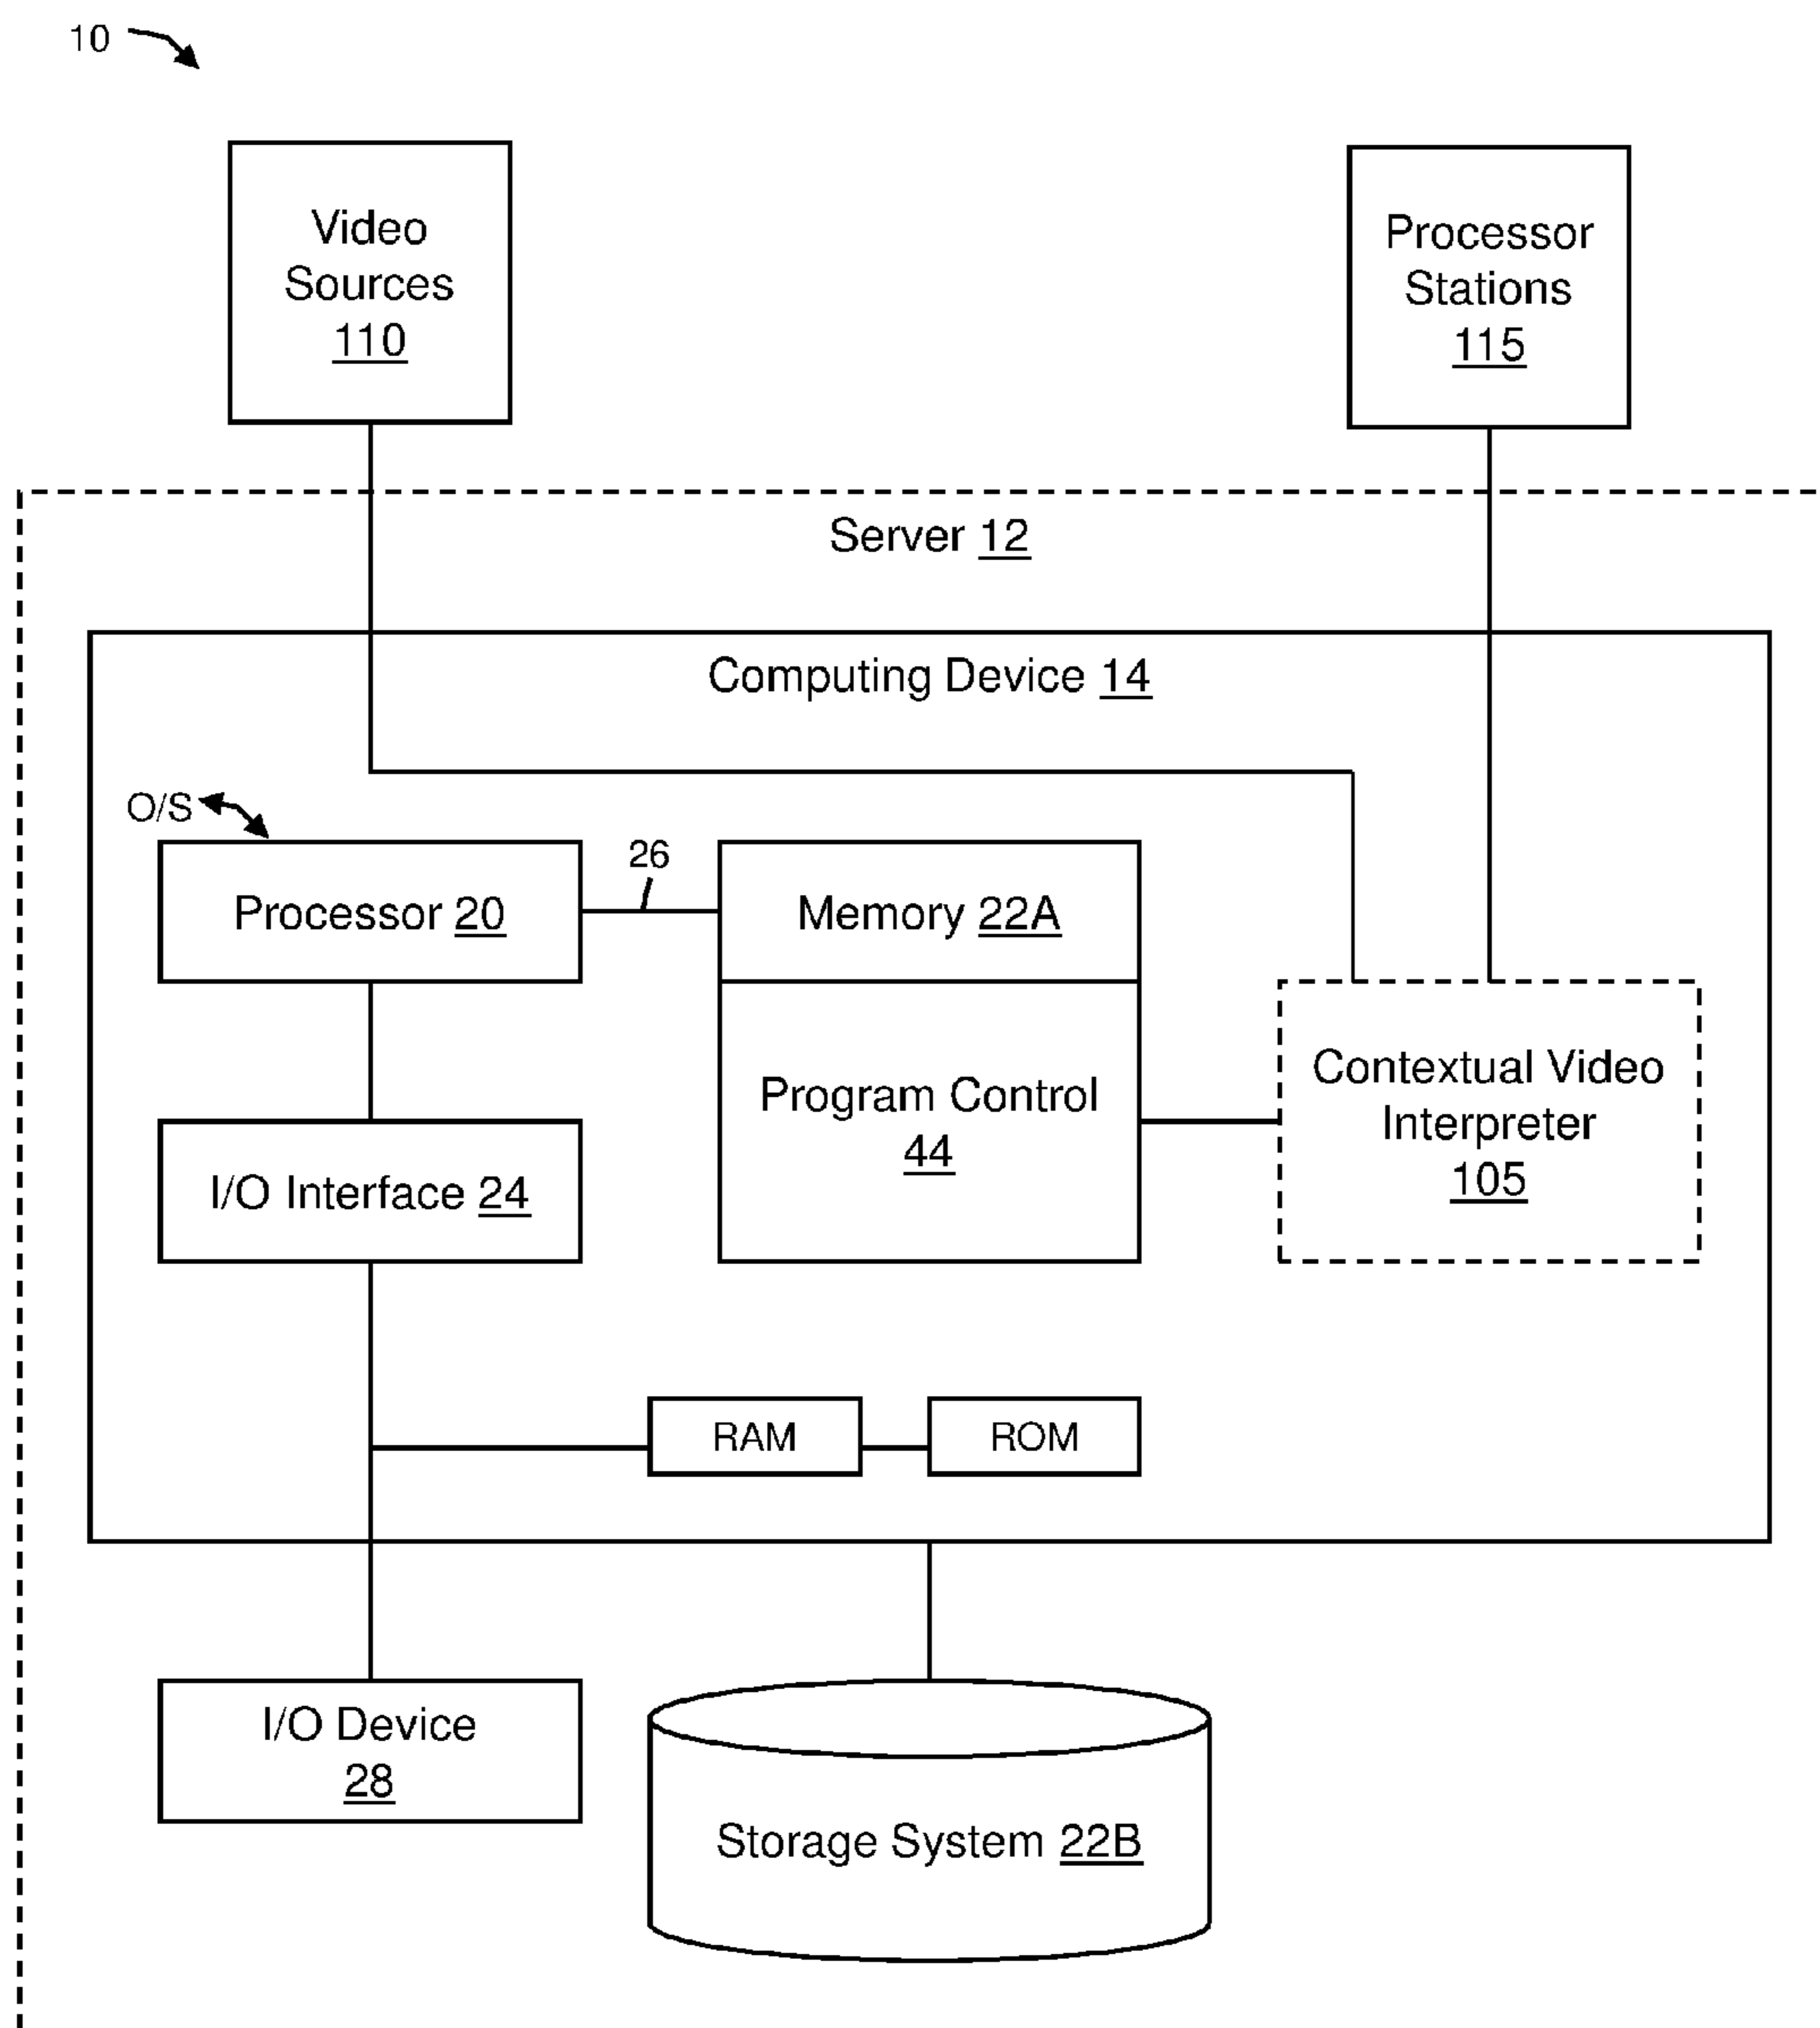 10
Video
Sources
110
Processor
Stations
115
Server 12
Computing Device 14
O/S
26
Processor 20
Memory 22A
Program Control
44
Contextual Video
Interpreter
105
I/O Interface 24
RAM
ROM
I/O Device
28
Storage System 22B